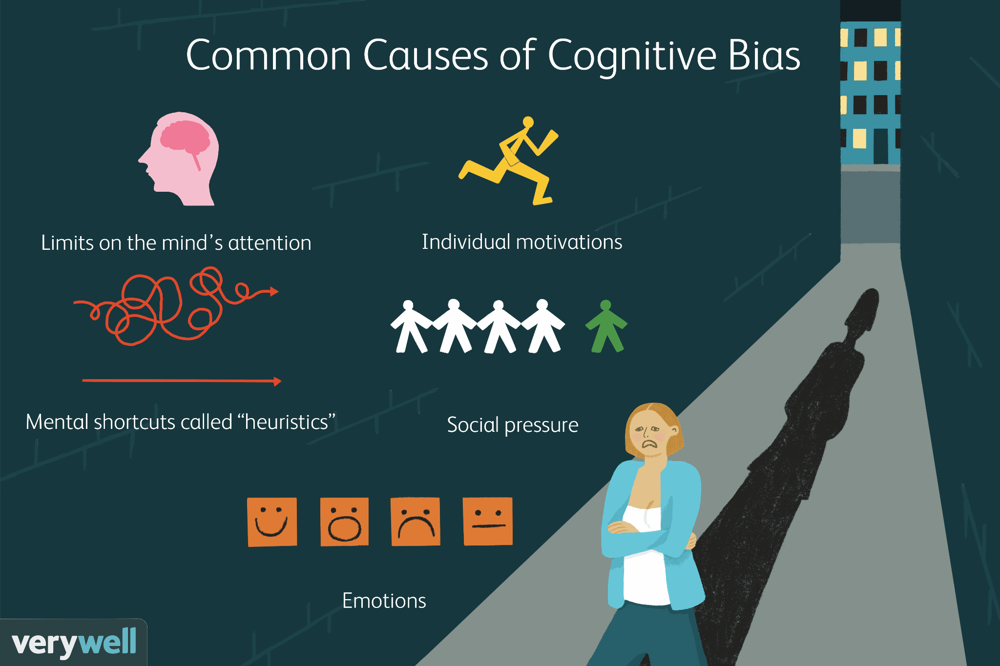 Common Causes of Cognitive Bias
Limits on the mind’s attention
Individual motivations
Mental shortcuts called “heuristics”
Social pressure
Emotions
verywell